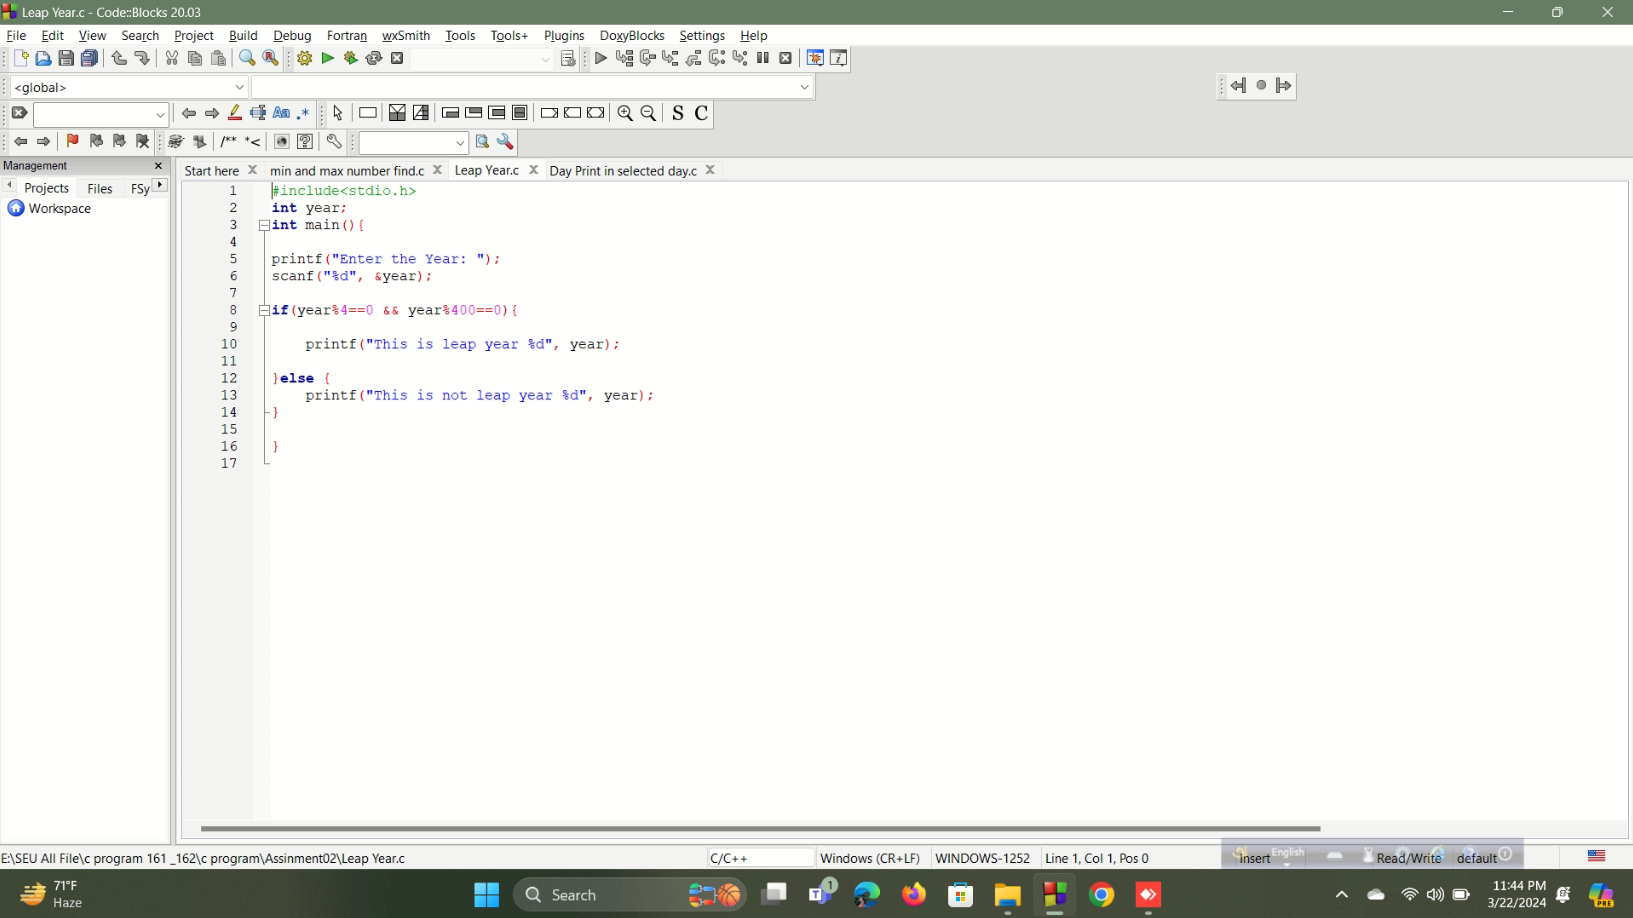 Leap Year.c - Code::Blocks 20.03
File Edit View Search Project Build Debug Fortran wxSmith Tools Tools+ Plugins DoxyBlocks Settings Help
<global>
Aa .*
S C
/** *<
Management
Start here min and max number find.c Leap Year.c Day Print in selected day.c
Projects Files FSy
Workspace
1 #include<stdio.h>
2 int year;
3 int main(){
4
5 printf("Enter the Year: ");
6 scanf("%d", &year);
7
8 if(year%4==0 && year%400==0){
9
10 printf("This is leap year %d", year);
11
12 }else {
13 printf("This is not leap year %d", year);
14 }
15
16 }
17
E:\SEU All File\c program 161 _162\c program\Assinment02\Leap Year.c C/C++ Windows (CR+LF) WINDOWS-1252 Line 1, Col 1, Pos 0 Insert English Read/Write default
71°F
Haze
Search
1
PRE
11:44 PM
3/22/2024